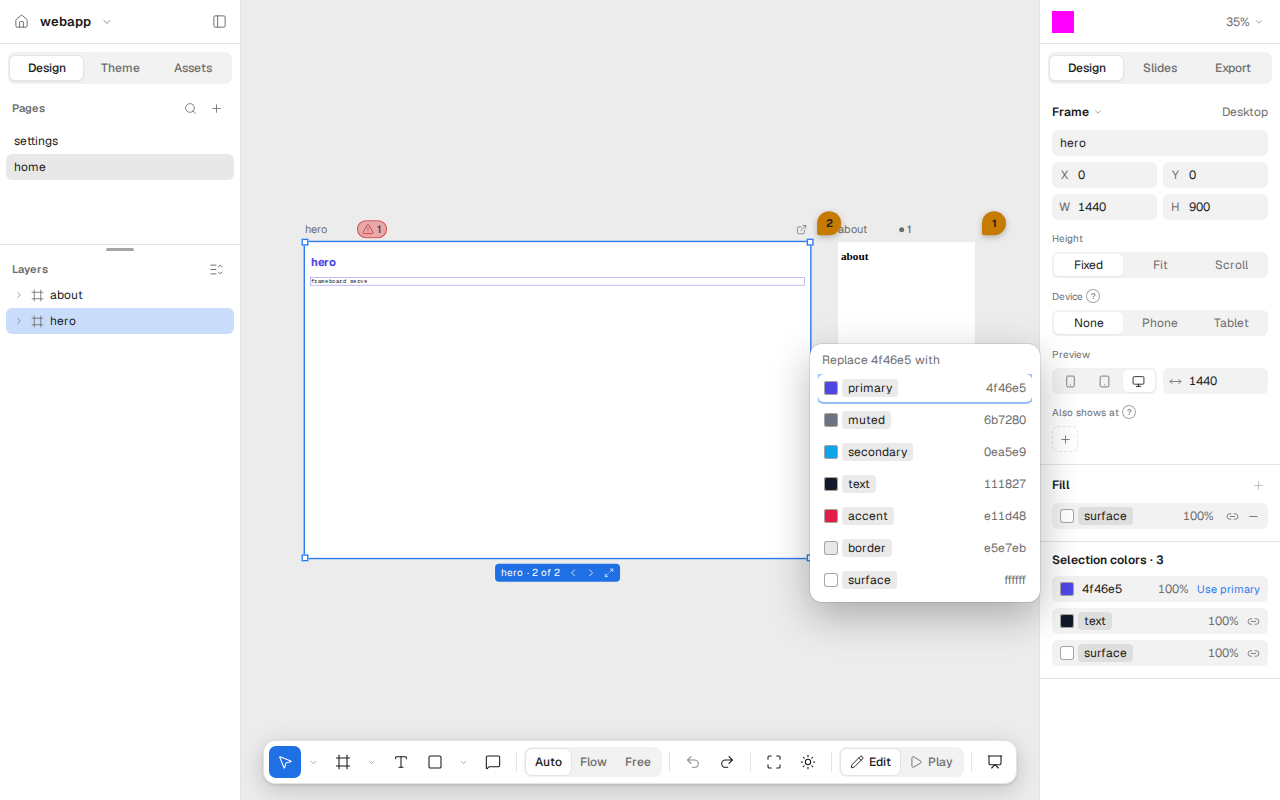 webapp
35%
Design
Theme
Assets
Design
Slides
Export
Pages
settings
home
Layers
about
hero
hero
1
2
about
1
1
hero
frameboard serve
about
hero · 2 of 2
Replace 4f46e5 with
primary
4f46e5
muted
6b7280
secondary
0ea5e9
text
111827
accent
e11d48
border
e5e7eb
surface
ffffff
Frame
Desktop
hero
X 0
Y 0
W 1440
H 900
Height
Fixed
Fit
Scroll
Device ?
None
Phone
Tablet
Preview
1440
Also shows at ?
Fill
surface
100%
Selection colors · 3
4f46e5
100%
Use primary
text
100%
surface
100%
Auto
Flow
Free
Edit
Play